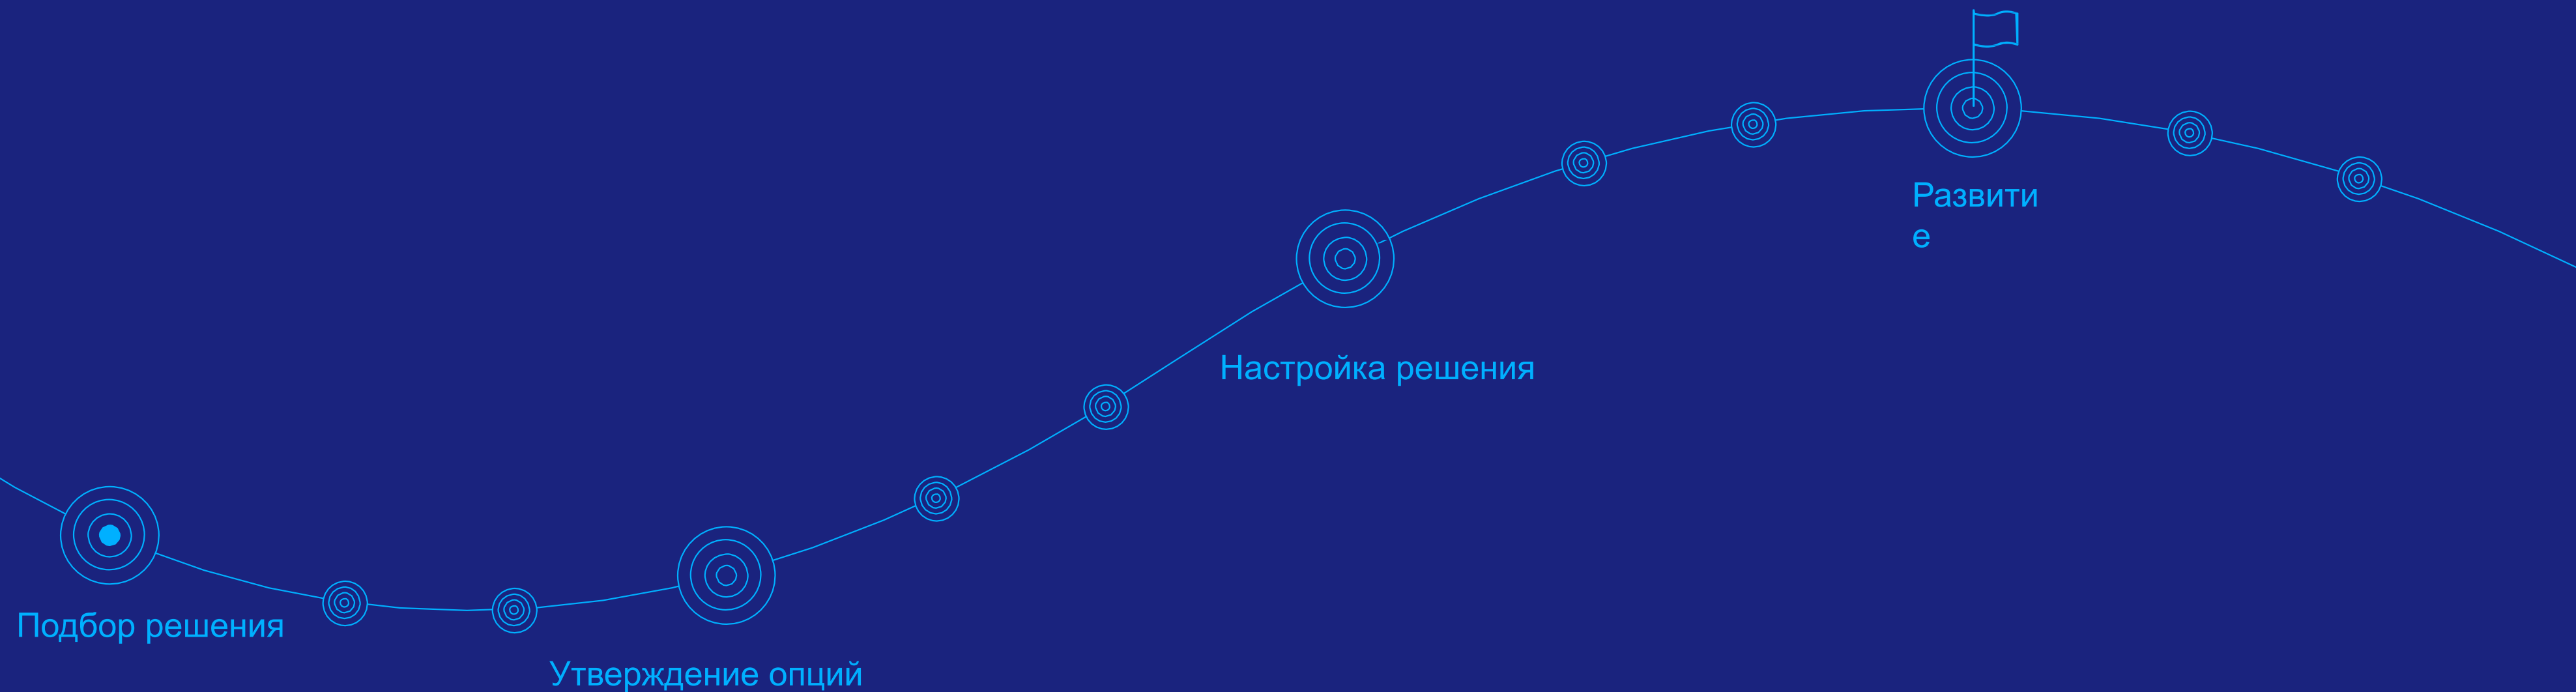 Подбор решения
Утверждение опций
Настройка решения
Развити
е